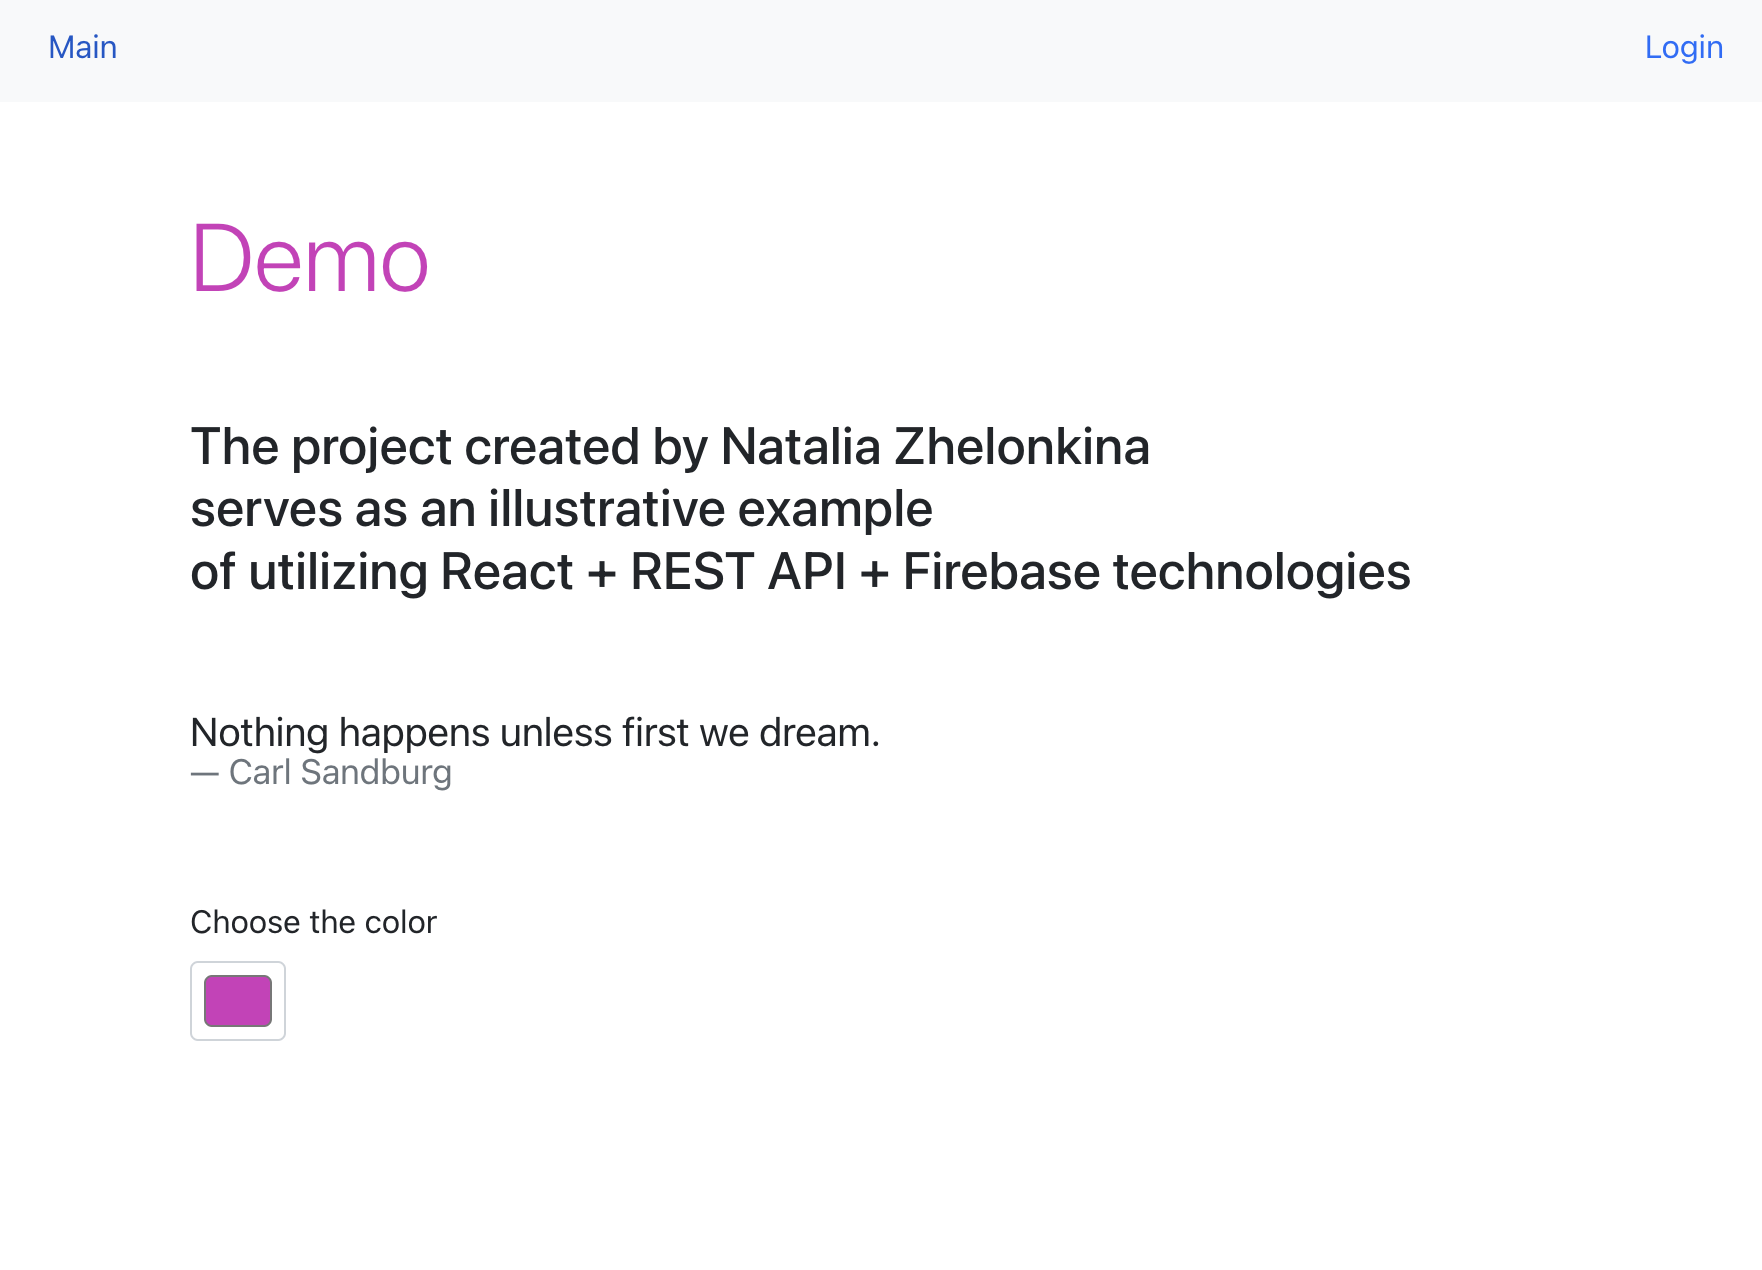 Main
Login
Demo
The project created by Natalia Zhelonkina
serves as an illustrative example
of utilizing React + REST API + Firebase technologies
Nothing happens unless first we dream.
— Carl Sandburg
Choose the color